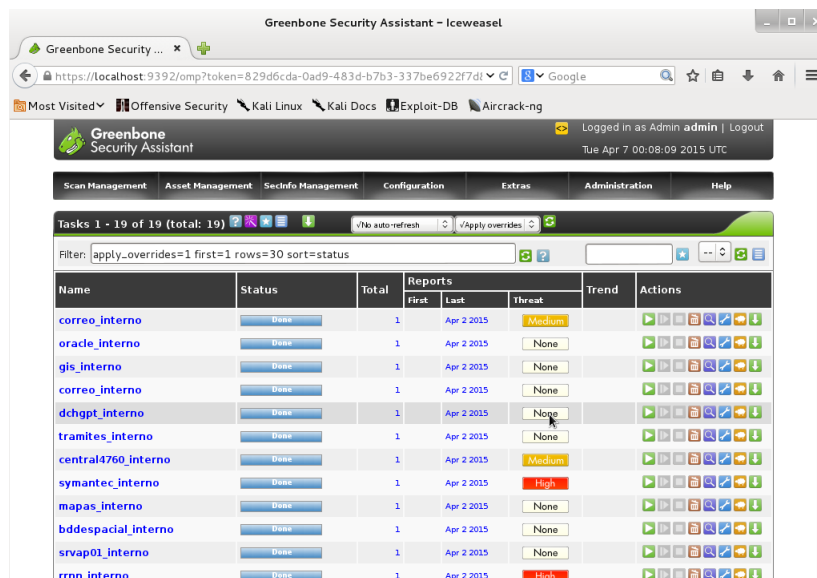 Greenbone Security Assistant - Iceweasel
Greenbone Security ...
https://localhost:9392/omp?token=829d6cda-0ad9-483d-b7b3-337be6922f7d
Google
Most Visited Offensive Security Kali Linux Kali Docs Exploit-DB Aircrack-ng
Greenbone
Security Assistant
Logged in as Admin admin | Logout
Tue Apr 7 00:08:09 2015 UTC
Scan Management Asset Management SecInfo Management Configuration Extras Administration Help
Tasks 1 - 19 of 19 (total: 19) √No auto-refresh √Apply overrides
Filter: apply_overrides=1 first=1 rows=30 sort=status --
Name Status Total Reports Trend Actions
First Last Threat
correo_interno Done 1 Apr 2 2015 Medium
oracle_interno Done 1 Apr 2 2015 None
gis_interno Done 1 Apr 2 2015 None
correo_interno Done 1 Apr 2 2015 None
dchgpt_interno Done 1 Apr 2 2015 None
tramites_interno Done 1 Apr 2 2015 None
central4760_interno Done 1 Apr 2 2015 Medium
symantec_interno Done 1 Apr 2 2015 High
mapas_interno Done 1 Apr 2 2015 None
bddespacial_interno Done 1 Apr 2 2015 None
srvap01_interno Done 1 Apr 2 2015 None
Done 1 Apr 2 2015 High